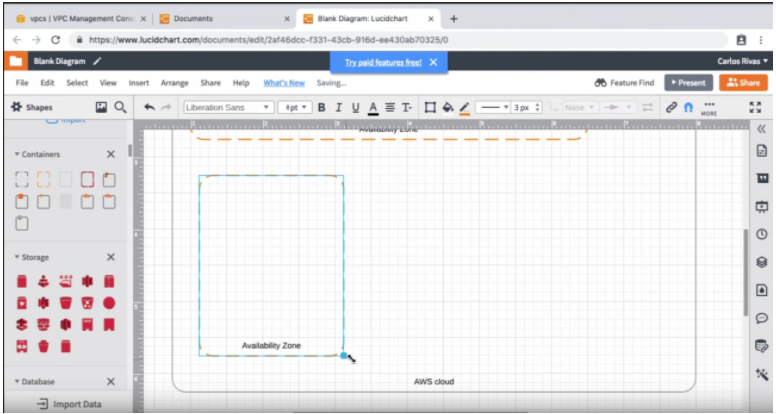 vpcs | VPC Management Cons
Documents
Blank Diagram: Lucidchart
https://www.lucidchart.com/documents/edit/2af46dcc-f331-43cb-916d-ee430ab70325/0
Blank Diagram
Try paid features free!
Carlos Rivas
File Edit Select View Insert Arrange Share Help What's New Saving...
Feature Find
Present
Share
Shapes
Liberation Sans
8pt
B I U A T
3 px
None
MORE
Import
Availability Zone
Containers
Storage
Availability Zone
AWS cloud
Database
Import Data